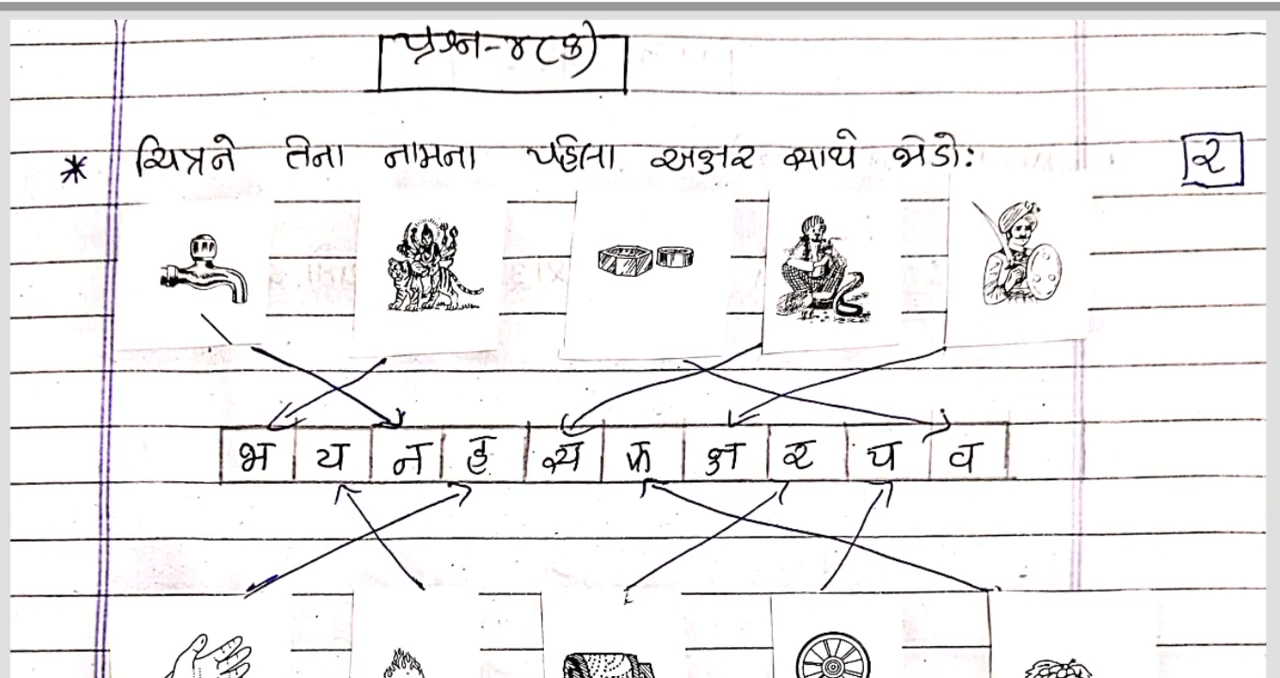 પ્રશ્ન-૪(ક)
* ચિત્રને તેના નામના પહેલા અક્ષર સાથે જોડો: ૨
भ य न ह स फ क्ष र च व